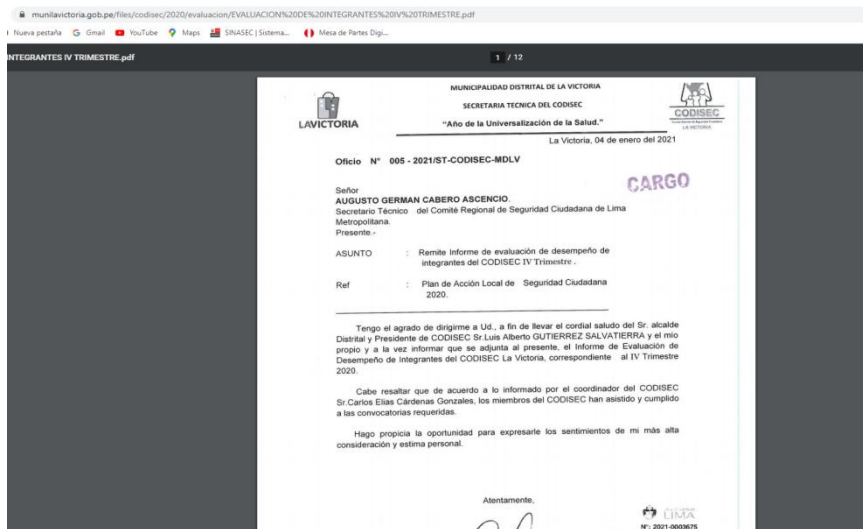 munilavictoria.gob.pe/files/codisec/2020/evaluacion/EVALUACION%20DE%20INTEGRANTES%20IV%20TRIMESTRE.pdf
Nueva pestaña Gmail YouTube Maps SINASEC | Sistema... Mesa de Partes Digi...
INTEGRANTES IV TRIMESTRE.pdf 1 / 12
MUNICIPALIDAD DISTRITAL DE LA VICTORIA
SECRETARIA TECNICA DEL CODISEC
LAVICTORIA "Año de la Universalización de la Salud." CODISEC
LA VICTORIA
La Victoria, 04 de enero del 2021
Oficio N° 005 - 2021/ST-CODISEC-MDLV
CARGO
Señor
AUGUSTO GERMAN CABERO ASCENCIO.
Secretario Técnico del Comité Regional de Seguridad Ciudadana de Lima
Metropolitana.
Presente.-
ASUNTO : Remite Informe de evaluación de desempeño de
integrantes del CODISEC IV Trimestre .
Ref : Plan de Acción Local de Seguridad Ciudadana
2020.
Tengo el agrado de dirigirme a Ud., a fin de llevar el cordial saludo del Sr. alcalde
Distrital y Presidente de CODISEC Sr.Luis Alberto GUTIERREZ SALVATIERRA y el mio
propio y a la vez informar que se adjunta al presente, el Informe de Evaluación de
Desempeño de Integrantes del CODISEC La Victoria, correspondiente al IV Trimestre
2020.
Cabe resaltar que de acuerdo a lo informado por el coordinador del CODISEC
Sr.Carlos Elias Cárdenas Gonzales, los miembros del CODISEC han asistido y cumplido
a las convocatorias requeridas.
Hago propicia la oportunidad para expresarle los sentimientos de mi más alta
consideración y estima personal.
Atentamente,
LIMA
N°: 2021-0003675